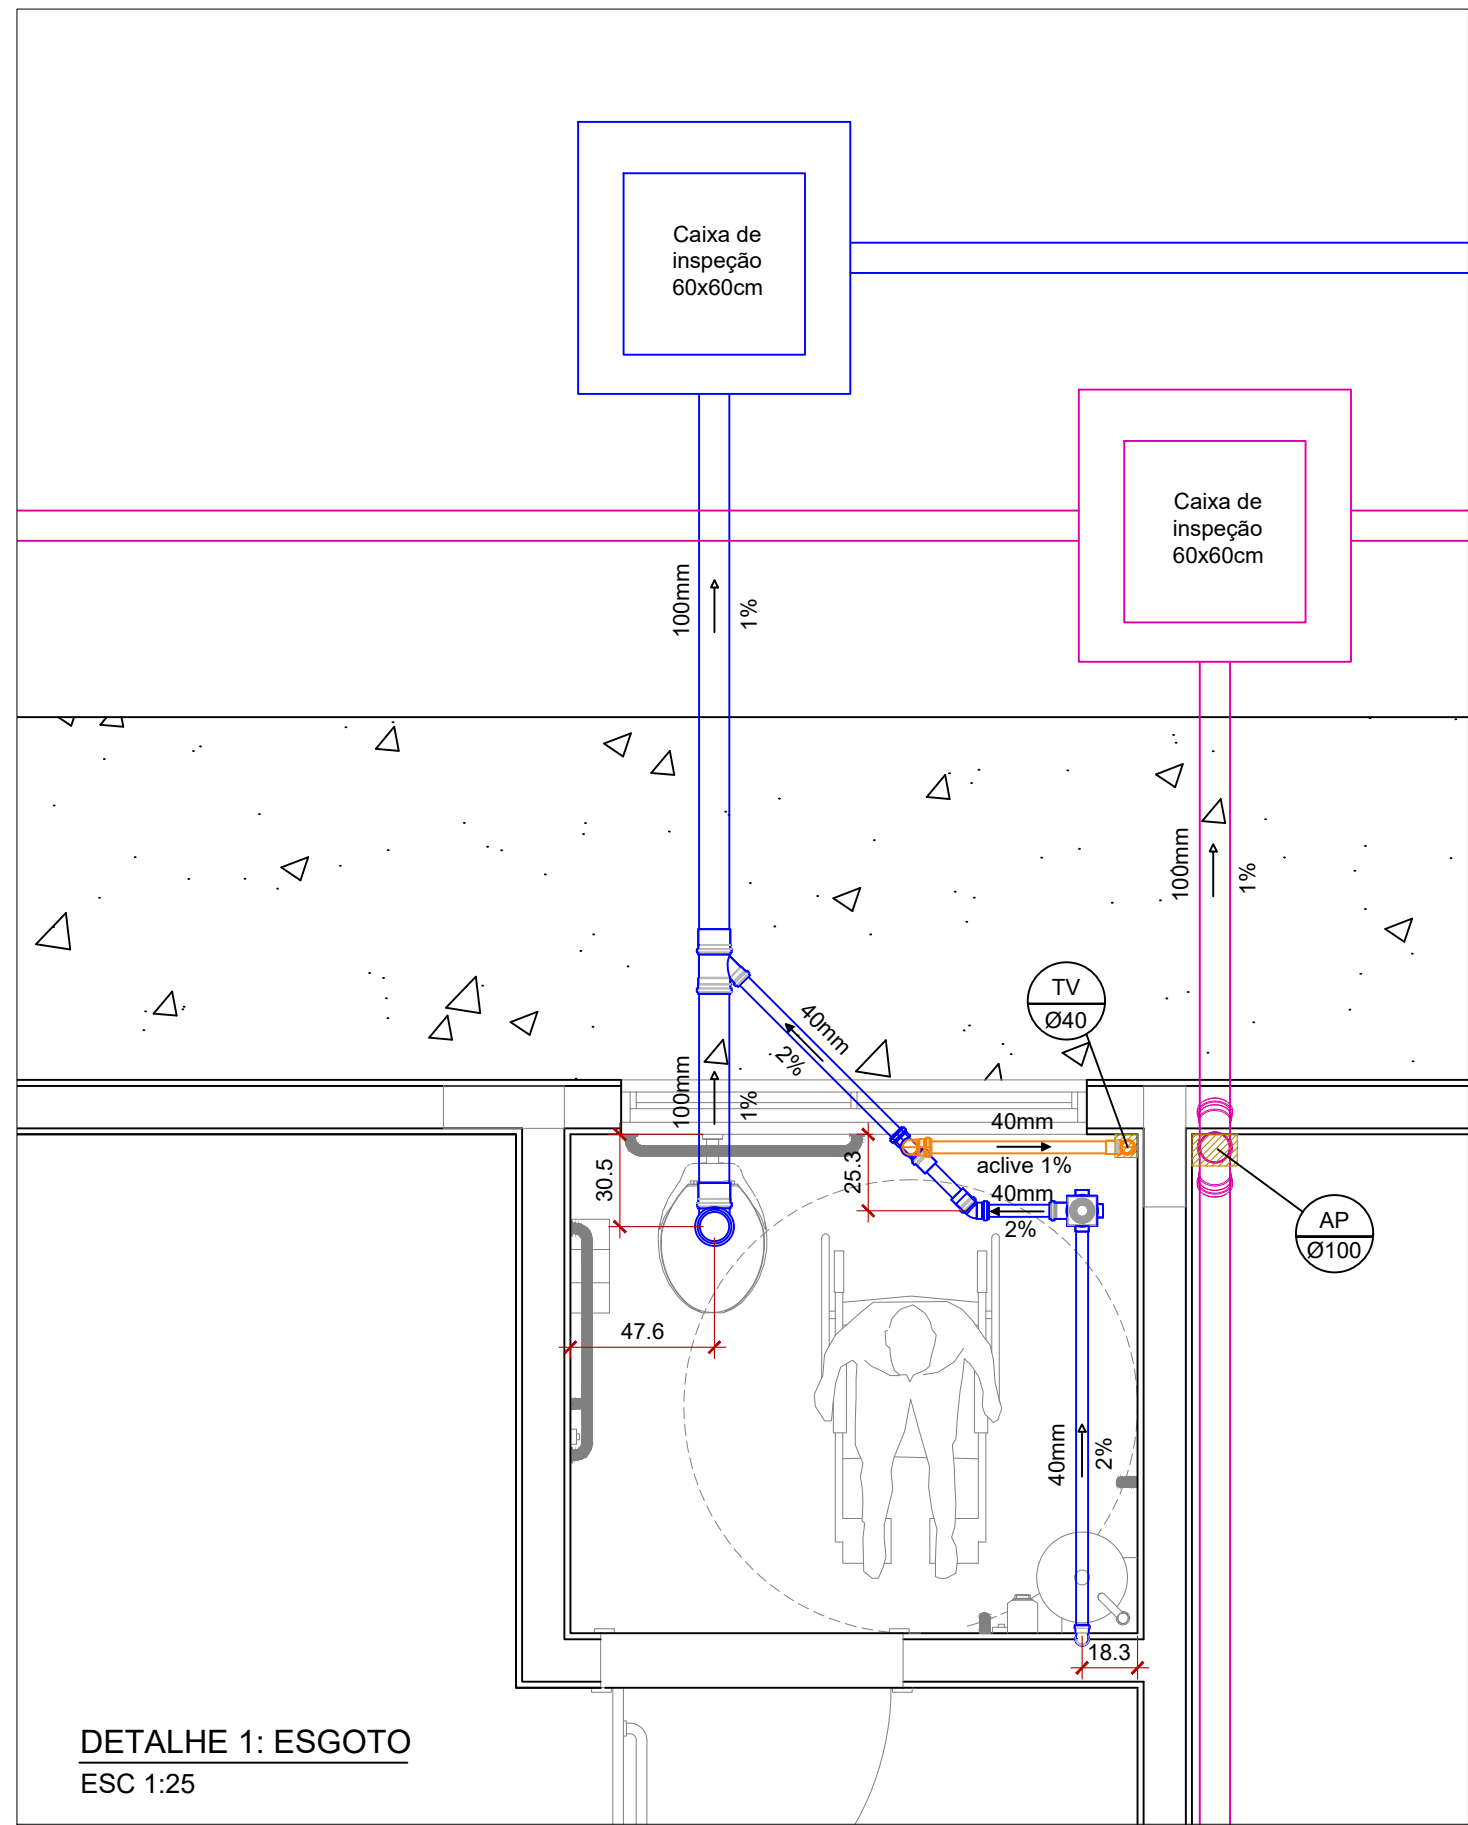 Caixa de
inspeção
60x60cm
Caixa de
inspeção
60x60cm
100mm
1%
100mm
1%
TV
Ø40
40mm
2%
100mm
1%
40mm
aclive 1%
30.5
25.3
40mm
2%
AP
Ø100
47.6
40mm
2%
18.3
DETALHE 1: ESGOTO
ESC 1:25